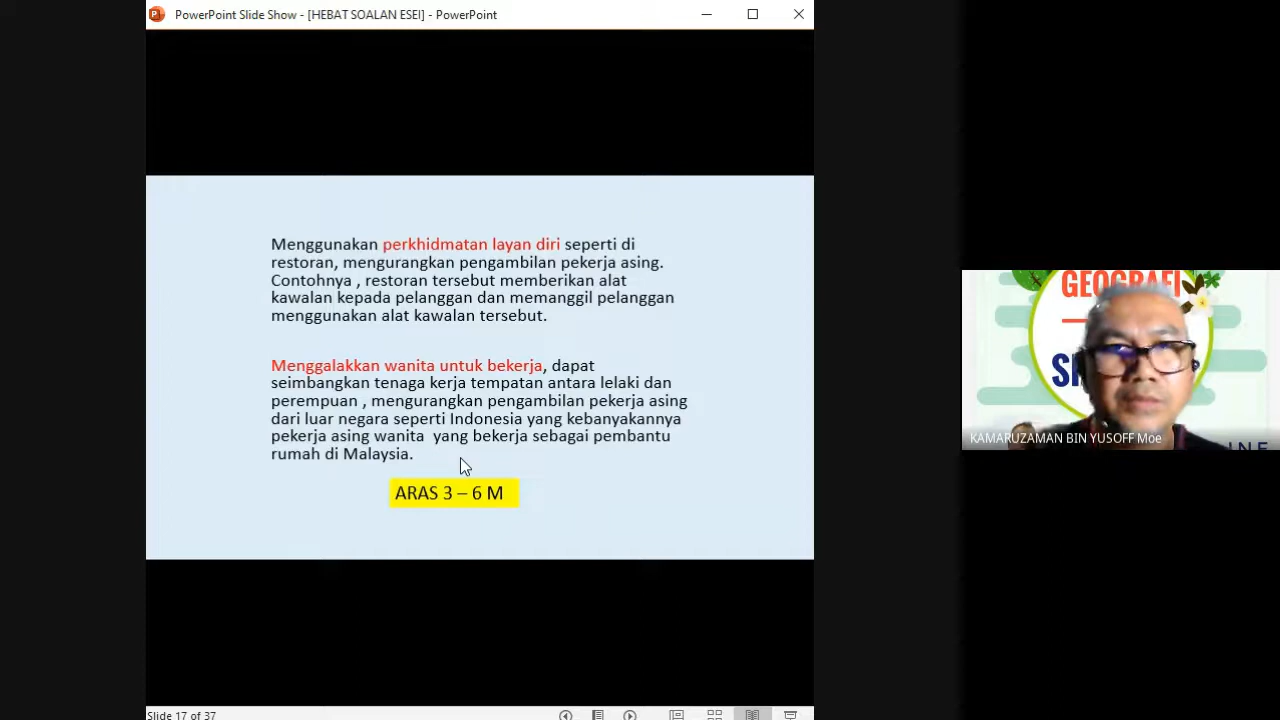 PowerPoint Slide Show - [HEBAT SOALAN ESEI] - PowerPoint
Menggunakan perkhidmatan layan diri seperti di
restoran, mengurangkan pengambilan pekerja asing.
Contohnya , restoran tersebut memberikan alat
kawalan kepada pelanggan dan memanggil pelanggan
menggunakan alat kawalan tersebut.
Menggalakkan wanita untuk bekerja, dapat
seimbangkan tenaga kerja tempatan antara lelaki dan
perempuan , mengurangkan pengambilan pekerja asing
dari luar negara seperti Indonesia yang kebanyakannya
pekerja asing wanita yang bekerja sebagai pembantu
rumah di Malaysia.
ARAS 3 – 6 M
Slide 17 of 37
GEOGRAFI
KAMARUZAMAN BIN YUSOFF Moe